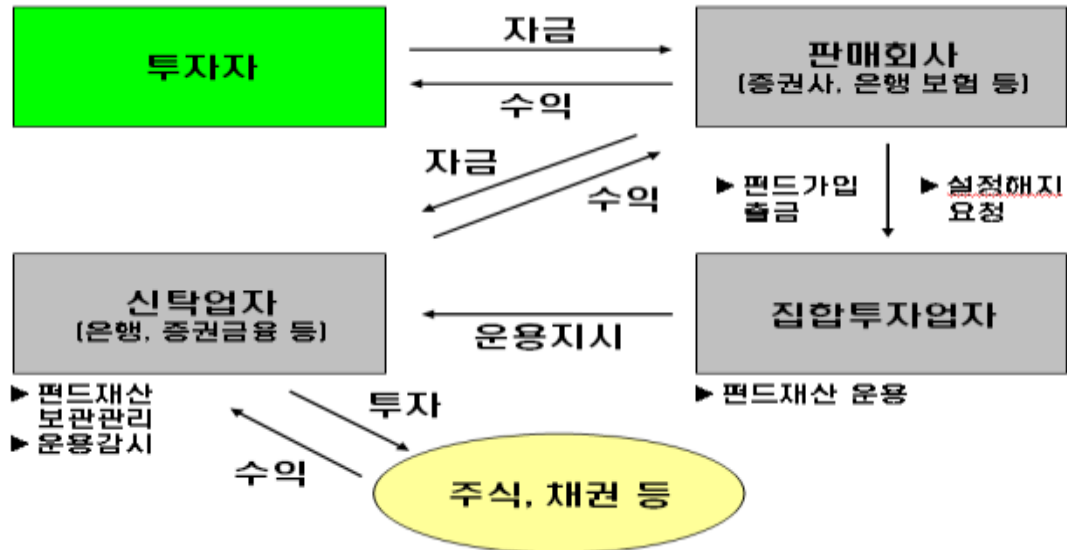 투자자
자금
수익
판매회사
(증권사, 은행 보험 등)
자금
수익
▶ 펀드가입
출금
▶ 설정해지
요청
신탁업자
(은행, 증권금융 등)
운용지시
집합투자업자
▶ 펀드재산
보관관리
▶ 운용감시
▶ 펀드재산 운용
투자
수익
주식, 채권 등